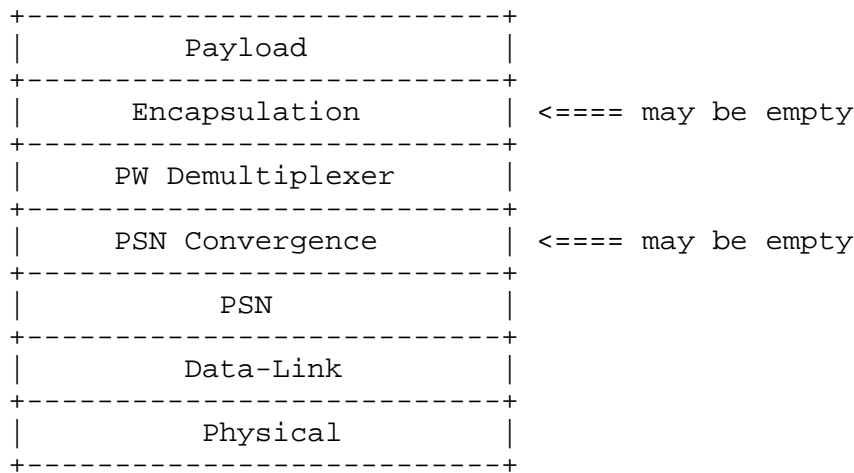 +---------------------------+
|          Payload          |
+---------------------------+
|       Encapsulation       | <==== may be empty
+---------------------------+
|      PW Demultiplexer     |
+---------------------------+
|      PSN Convergence      | <==== may be empty
+---------------------------+
|            PSN            |
+---------------------------+
|         Data-Link         |
+---------------------------+
|          Physical         |
+---------------------------+